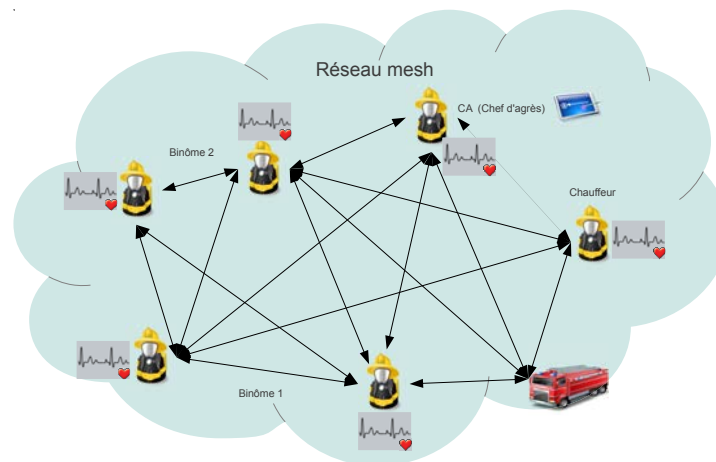 Réseau mesh
CA (Chef d'agrès)
Binôme 2
Chauffeur
Binôme 1